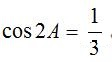 cos 2A = 1/3